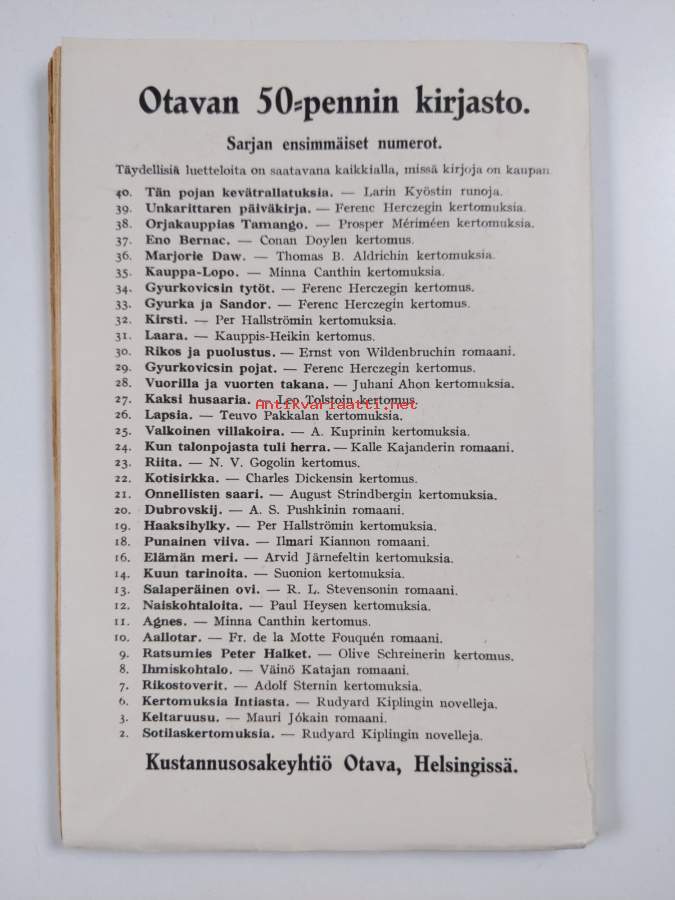 Otavan 50-pennin kirjasto.
Sarjan ensimmäiset numerot.
Täydellisiä luetteloita on saatavana kaikkialla, missä kirjoja on kaupan
40. Tän pojan kevätrallatuksia. — Larin Kyöstin runoja.
39. Unkarittaren päiväkirja. — Ferenc Herczegin kertomuksia.
38. Orjakauppias Tamango. — Prosper Mériméen kertomuksia.
37. Eno Bernac. — Conan Doylen kertomus.
36. Marjorie Daw. — Thomas B. Aldrichin kertomuksia.
35. Kauppa-Lopo. — Minna Canthin kertomuksia.
34. Gyurkovicsin tytöt. — Ferenc Herczegin kertomus.
33. Gyurka ja Sandor. — Ferenc Herczegin kertomus.
32. Kirsti. — Per Hallströmin kertomuksia.
31. Laara. — Kauppis-Heikin kertomus.
30. Rikos ja puolustus. — Ernst von Wildenbruchin romaani.
29. Gyurkovicsin pojat. — Ferenc Herczegin kertomus.
28. Vuorilla ja vuorten takana. — Juhani Ahon kertomuksia.
27. Kaksi husaaria. — Leo Tolstoin kertomus.
Antikvariaatti.net
26. Lapsia. — Teuvo Pakkalan kertomuksia.
25. Valkoinen villakoira. — A. Kuprinin kertomuksia.
24. Kun talonpojasta tuli herra. — Kalle Kajanderin romaani.
23. Riita. — N. V. Gogolin kertomus.
22. Kotisirkka. — Charles Dickensin kertomus.
21. Onnellisten saari. — August Strindbergin kertomuksia.
20. Dubrovskij. — A. S. Pushkinin romaani.
19. Haaksihylky. — Per Hallströmin kertomuksia.
18. Punainen viiva. — Ilmari Kiannon romaani.
16. Elämän meri. — Arvid Järnefeltin kertomuksia.
14. Kuun tarinoita. — Suonion kertomuksia.
13. Salaperäinen ovi. — R. L. Stevensonin romaani.
12. Naiskohtaloita. — Paul Heysen kertomuksia.
11. Agnes. — Minna Canthin kertomus.
10. Aallotar. — Fr. de la Motte Fouquén romaani.
9. Ratsumies Peter Halket. — Olive Schreinerin kertomus.
8. Ihmiskohtalo. — Väinö Katajan romaani.
7. Rikostoverit. — Adolf Sternin kertomuksia.
6. Kertomuksia Intiasta. — Rudyard Kiplingin novelleja.
3. Keltaruusu. — Mauri Jókain romaani.
2. Sotilaskertomuksia. — Rudyard Kiplingin novelleja.
Kustannusosakeyhtiö Otava, Helsingissä.